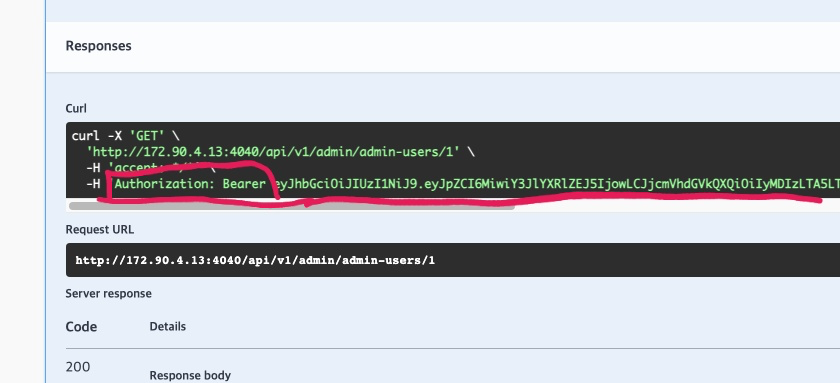 Responses
Curl
curl -X 'GET' \
'http://172.90.4.13:4040/api/v1/admin/admin-users/1' \
-H 'accept: */*' \
-H 'Authorization: Bearer eyJhbGciOiJIUzI1NiJ9.eyJpZCI6MiwiY3JlYXRlZEJ5IjowLCJjcmVhdGVkQXQiOiIyMDIzLTA5LT
Request URL
http://172.90.4.13:4040/api/v1/admin/admin-users/1
Server response
Code Details
200
Response body